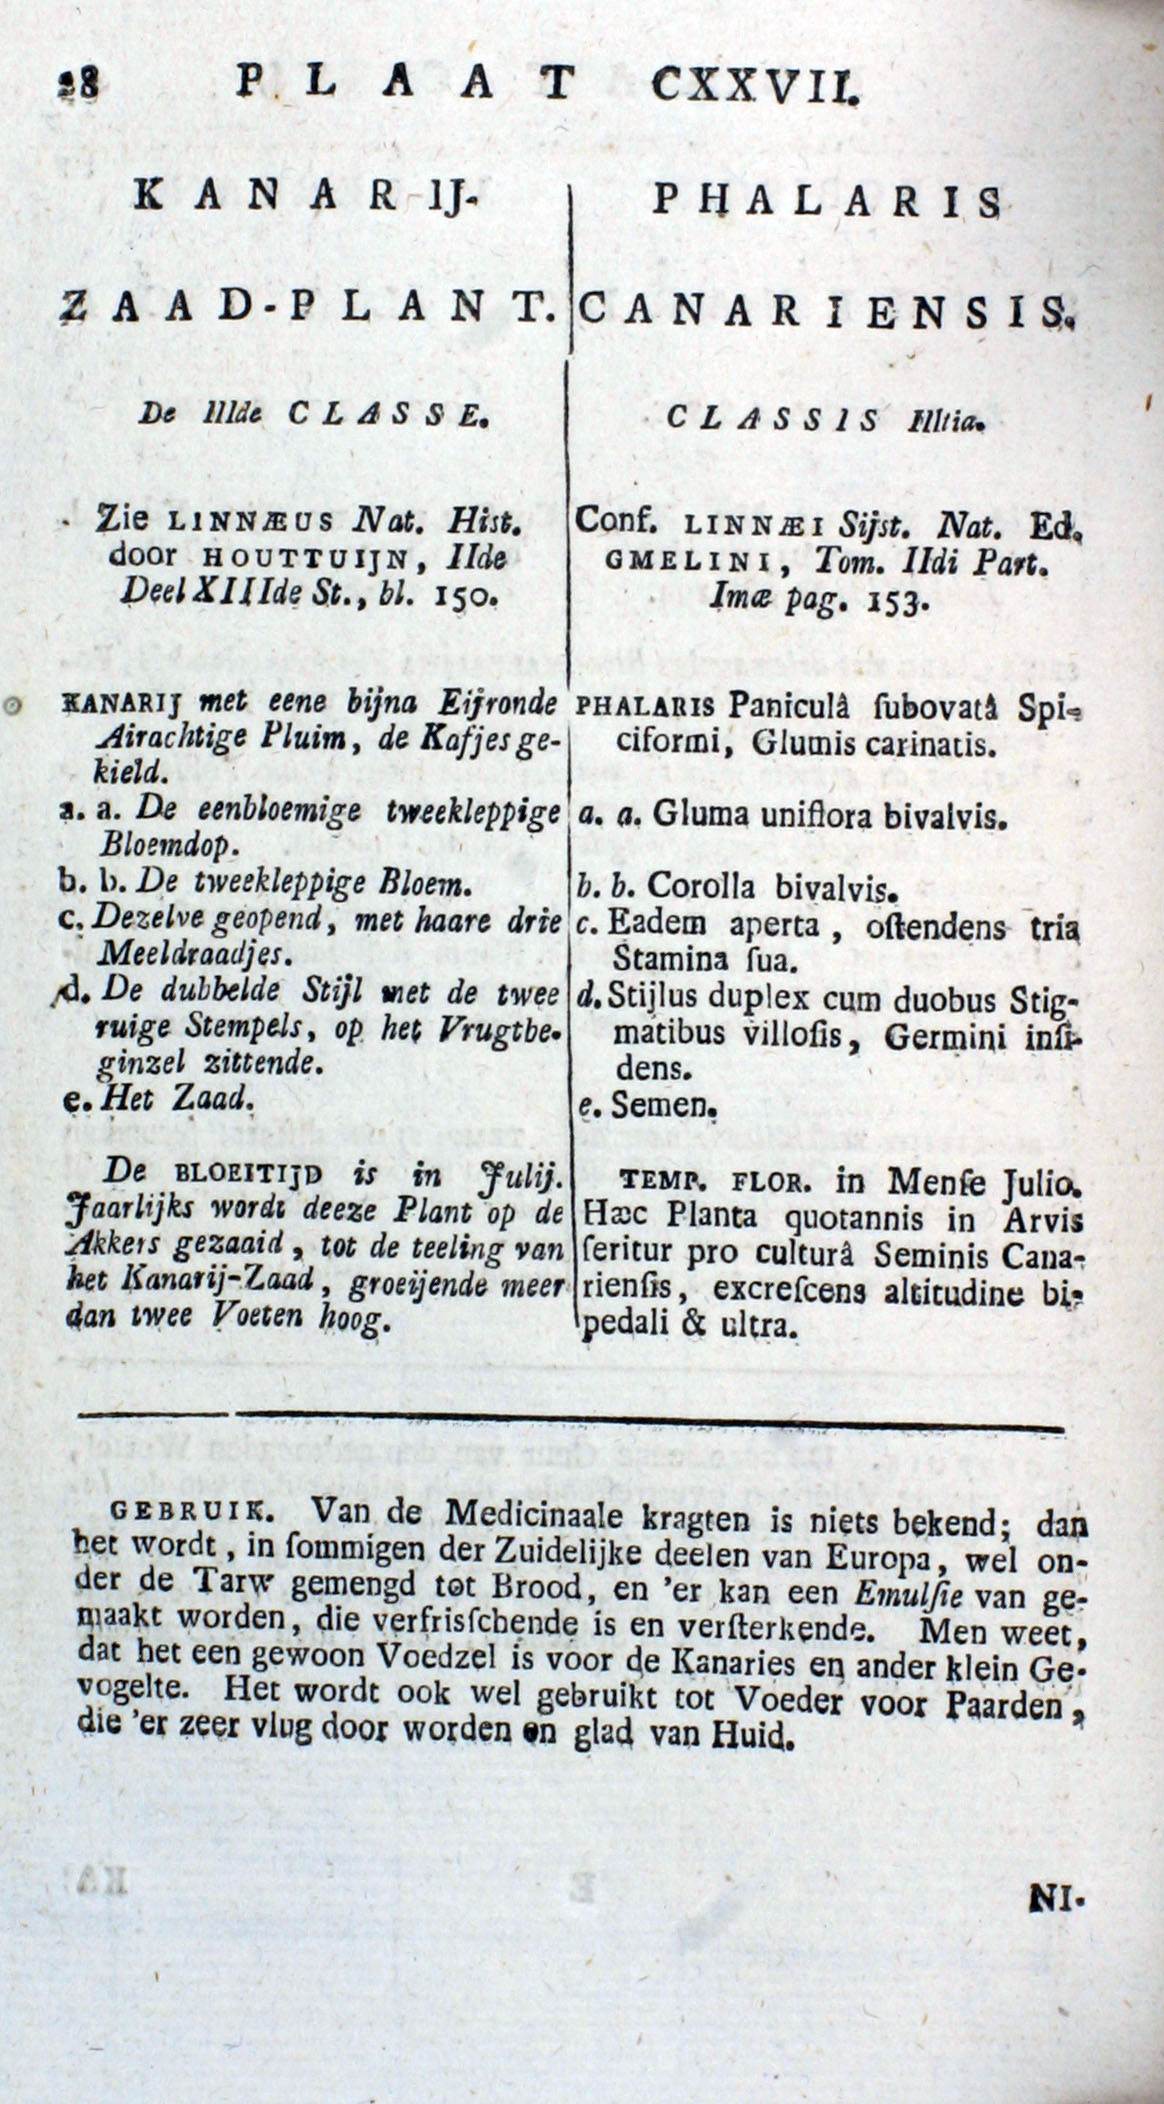 28 PLAAT CXXVII.
KANARIJ-
ZAAD-PLANT.
De IIIde CLASSE.
Zie LINNÆUS Nat. Hist.
door HOUTTUIJN, IIde
Deel XIIIde St., bl. 150.
KANARIJ met eene bijna Eijronde
Airachtige Pluim, de Kafjes ge-
kield.
a. a. De eenbloemige tweekleppige
Bloemdop.
b. b. De tweekleppige Bloem.
c. Dezelve geopend, met haare drie
Meeldraadjes.
d. De dubbelde Stijl met de twee
ruige Stempels, op het Vrugtbe-
ginzel zittende.
e. Het Zaad.
De BLOEITIJD is in Julij.
Jaarlijks wordt deeze Plant op de
Akkers gezaaid, tot de teeling van
het Kanarij-Zaad, groeijende meer
dan twee Voeten hoog.
PHALARIS
CANARIENSIS.
CLASSIS IIItia.
Conf. LINNÆI Sijst. Nat. Ed.
GMELINI, Tom. IIdi Part.
Imæ pag. 153.
PHALARIS Paniculâ ſubovatâ Spi-
ciformi, Glumis carinatis.
a. a. Gluma uniflora bivalvis.
b. b. Corolla bivalvis.
c. Eadem aperta, oſtendens tria
Stamina ſua.
d. Stijlus duplex cum duobus Stig-
matibus villoſis, Germini inſi-
dens.
e. Semen.
TEMP. FLOR. in Menſe Julio.
Hæc Planta quotannis in Arvis
ſeritur pro culturâ Seminis Cana-
rienſis, excreſcens altitudine bi-
pedali & ultra.
GEBRUIK. Van de Medicinaale kragten is niets bekend; dan
het wordt, in ſommigen der Zuidelijke deelen van Europa, wel on-
der de Tarw gemengd tot Brood, en 'er kan een Emulſie van ge-
maakt worden, die verfrisſchende is en verſterkende. Men weet,
dat het een gewoon Voedzel is voor de Kanaries en ander klein Ge-
vogelte. Het wordt ook wel gebruikt tot Voeder voor Paarden,
die 'er zeer vlug door worden en glad van Huid.
NI-